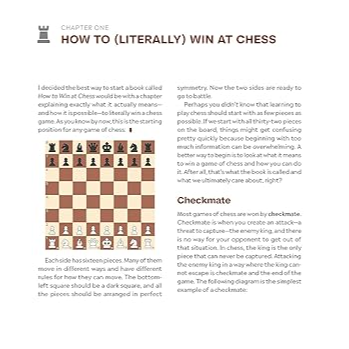 CHAPTER ONE
HOW TO (LITERALLY) WIN AT CHESS
I decided the best way to start a book called
How to Win at Chess would be with a chapter
explaining exactly what it actually means—
and how it is possible—to literally win a chess
game. As you know by now, this is the starting
position for any game of chess.
Each side has sixteen pieces. Many of them
move in different ways and have different
rules for how they can move. The bottom-
left square should be a dark square, and all
the pieces should be arranged in perfect
symmetry. Now the two sides are ready to
go to battle.
Perhaps you didn't know that learning to
play chess should start with as few pieces as
possible. If we start with all thirty-two pieces
on the board, things might get confusing
pretty quickly because beginning with too
much information can be overwhelming. A
better way to begin is to look at what it means
to win a game of chess and how you can do
it. After all, that's what the book is called and
what we ultimately care about, right?
Checkmate
Most games of chess are won by checkmate.
Checkmate is when you create an attack—a
threat to capture—the enemy king, and there
is no way for your opponent to get out of
that situation. In chess, the king is the only
piece that can never be captured. Attacking
the enemy king in a way where the king can-
not escape is checkmate and the end of the
game. The following diagram is the simplest
example of a checkmate: